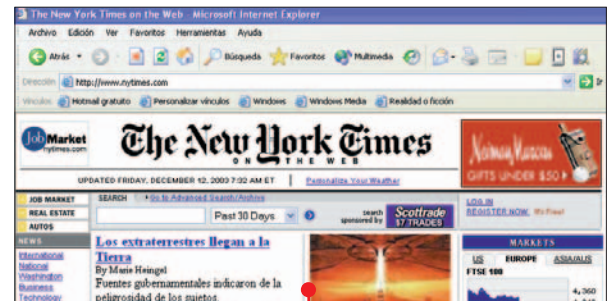 The New York Times on the Web - Microsoft Internet Explorer
Archivo Edición Ver Favoritos Herramientas Ayuda
Atrás Búsqueda Favoritos Multimedia
Dirección http://www.nytimes.com Ir
Vínculos Hotmail gratuito Personalizar vínculos Windows Windows Media Realidad o ficción
Job Market
nytimes.com
The New York Times
ON THE WEB
Neiman Marcus
GIFTS UNDER $50
UPDATED FRIDAY, DECEMBER 12, 2003 7:32 AM ET Personalize Your Weather
JOB MARKET
REAL ESTATE
AUTOS
SEARCH Go to Advanced Search/Archive
Past 30 Days
search
sponsored by Scottrade
$7 TRADES
LOG IN
REGISTER NOW. It's Free!
NEWS
International
National
Washington
Business
Technology
Los extraterrestres llegan a la
Tierra
By Marie Heingel
Fuentes gubernamentales indicaron de la
peligrosidad de los sujetos.
MARKETS
US EUROPE ASIA/AUS
FTSE 100
4,360